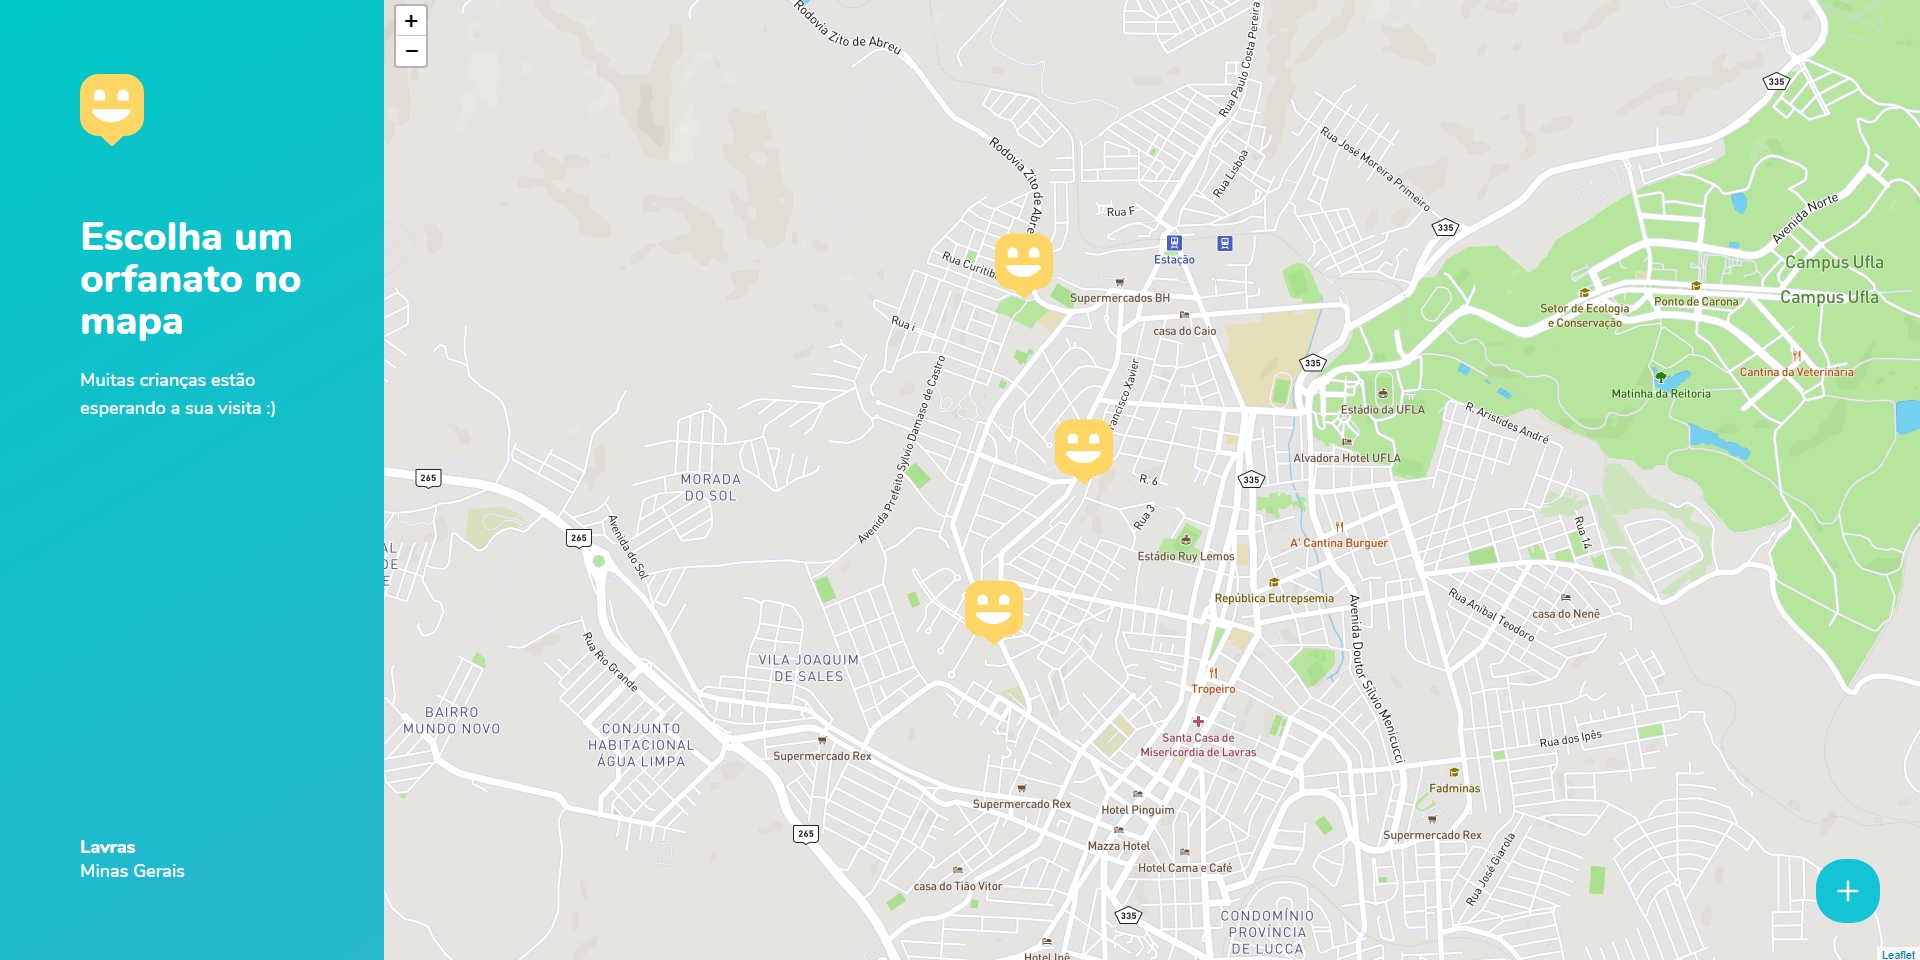 Escolha um
orfanato no
mapa
Muitas crianças estão
esperando a sua visita :)
Lavras
Minas Gerais
+
−
Rodovia Zito de Abreu
Rua Paulo Costa Pereira
335
Rodovia Zito de Abre
Rua José Moreira Primeiro
Rua Lisboa
Rua F
335
Avenida Norte
Estação
Rua Curitib
Campus Ufla
Campus Ufla
Supermercados BH
Setor de Ecologia
e Conservação
Ponto de Carona
Rua i
casa do Caio
335
Cantina da Veterinária
Matinha da Reitoria
Avenida Prefeito Sylvio Damaso de Castro
rancisco Xavier
Estádio da UFLA
R. Aristides André
Alvadora Hotel UFLA
265
MORADA
DO SOL
R. 6
335
Rua 3
265
Avenida do Sol
AL
DE
E
Estádio Ruy Lemos
A' Cantina Burguer
Rua 14
República Eutrepsemia
Avenida Doutor Sílvio Menicucci
Rua Aníbal Teodoro
casa do Nenê
Rua Rio Grande
VILA JOAQUIM
DE SALES
Tropeiro
BAIRRO
MUNDO NOVO
CONJUNTO
HABITACIONAL
ÁGUA LIMPA
Santa Casa de
Misericordia de Lavras
Supermercado Rex
Rua dos Ipês
Fadminas
Supermercado Rex
Hotel Pinguim
265
Mazza Hotel
Supermercado Rex
Hotel Cama e Café
Rua José Giarola
casa do Tião Vitor
335
CONDOMÍNIO
PROVÍNCIA
DE LUCCA
Hotel Ipê
Leaflet